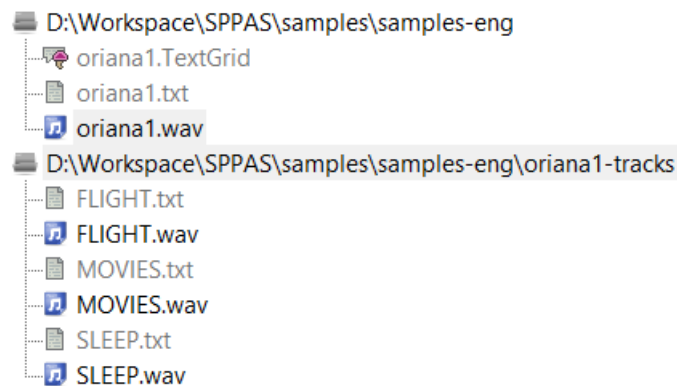 D:\Workspace\SPPAS\samples\samples-eng
oriana1.TextGrid
oriana1.txt
oriana1.wav
D:\Workspace\SPPAS\samples\samples-eng\oriana1-tracks
FLIGHT.txt
FLIGHT.wav
MOVIES.txt
MOVIES.wav
SLEEP.txt
SLEEP.wav